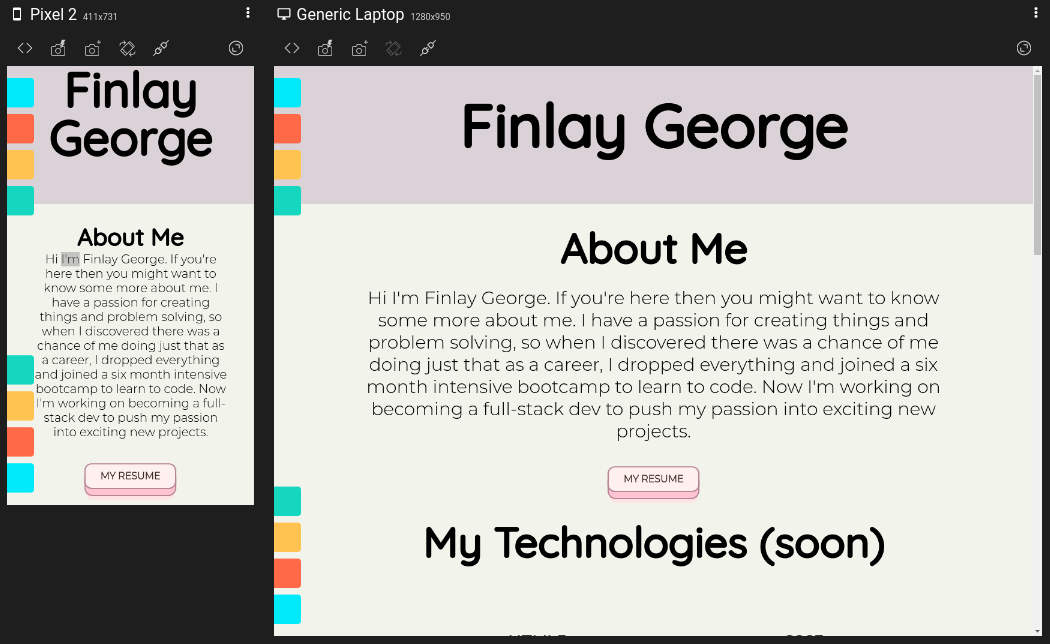 Pixel 2 411x731
Finlay
George
About Me
Hi I'm Finlay George. If you're
here then you might want to
know some more about me. I
have a passion for creating
things and problem solving, so
when I discovered there was a
chance of me doing just that as
a career, I dropped everything
and joined a six month intensive
bootcamp to learn to code. Now
I'm working on becoming a full-
stack dev to push my passion
into exciting new projects.
MY RESUME
Generic Laptop 1280x950
Finlay George
About Me
Hi I'm Finlay George. If you're here then you might want to know
some more about me. I have a passion for creating things and
problem solving, so when I discovered there was a chance of me
doing just that as a career, I dropped everything and joined a six
month intensive bootcamp to learn to code. Now I'm working on
becoming a full-stack dev to push my passion into exciting new
projects.
MY RESUME
My Technologies (soon)